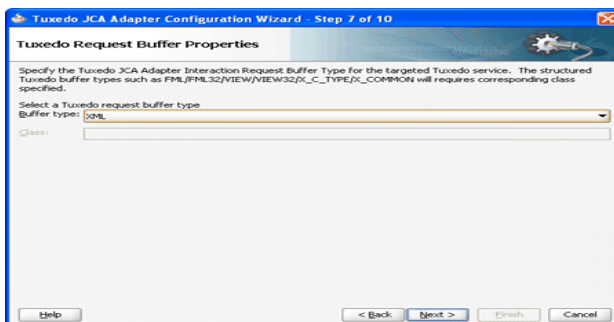 Tuxedo JCA Adapter Configuration Wizard - Step 7 of 10
Tuxedo Request Buffer Properties
Specify the Tuxedo JCA Adapter Interaction Request Buffer Type for the targeted Tuxedo service. The structured
Tuxedo buffer types such as FML/FML32/VIEW/VIEW32/X_C_TYPE/X_COMMON will requires corresponding class
specified.
Select a Tuxedo request buffer type
Buffer type: XML
Class:
Help < Back Next > Finish Cancel